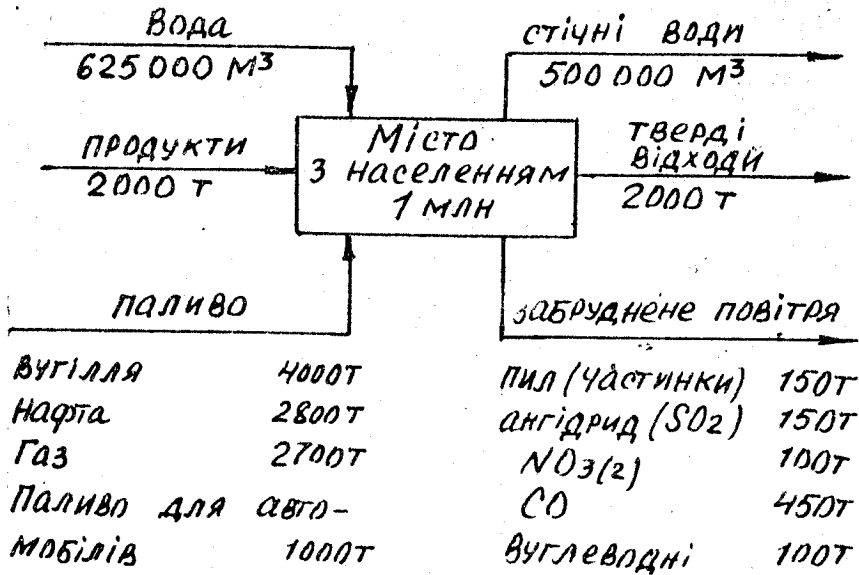 Вода
625 000 м³
продукти
2000 т
Місто
з населенням
1 млн
стічні води
500 000 м³
тверді
відходи
2000 т
паливо
Вугілля 4000т
Нафта 2800т
Газ 2700т
Паливо для авто-
мобілів 1000т
забруднене повітря
пил (частинки) 150т
ангідрид (SO2) 150т
NO3(2) 100т
CO 450т
Вуглеводні 100т